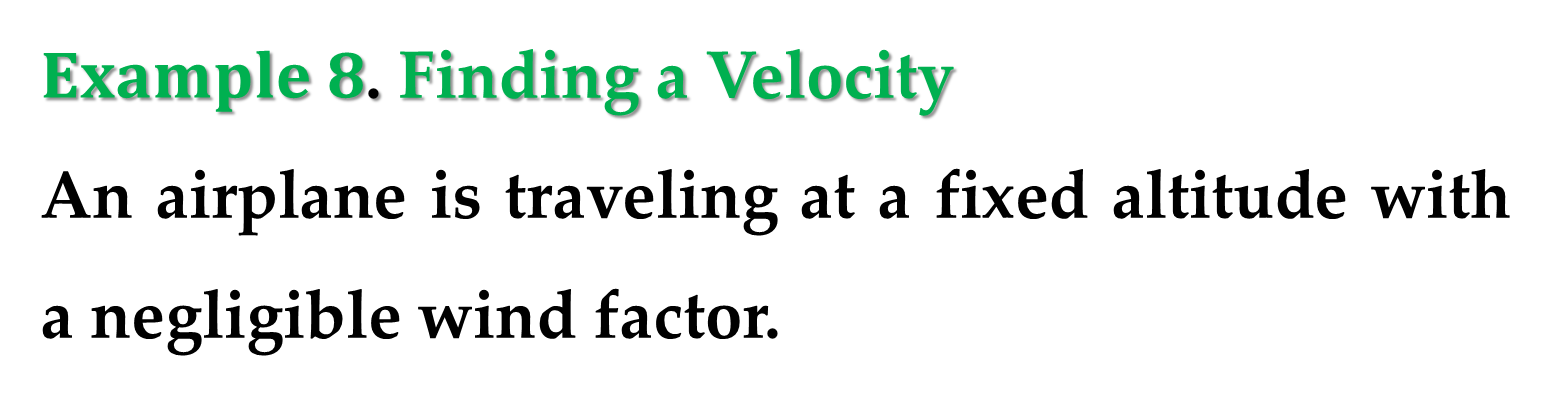 Example 8. Finding a Velocity
An airplane is traveling at a fixed altitude with
a negligible wind factor.